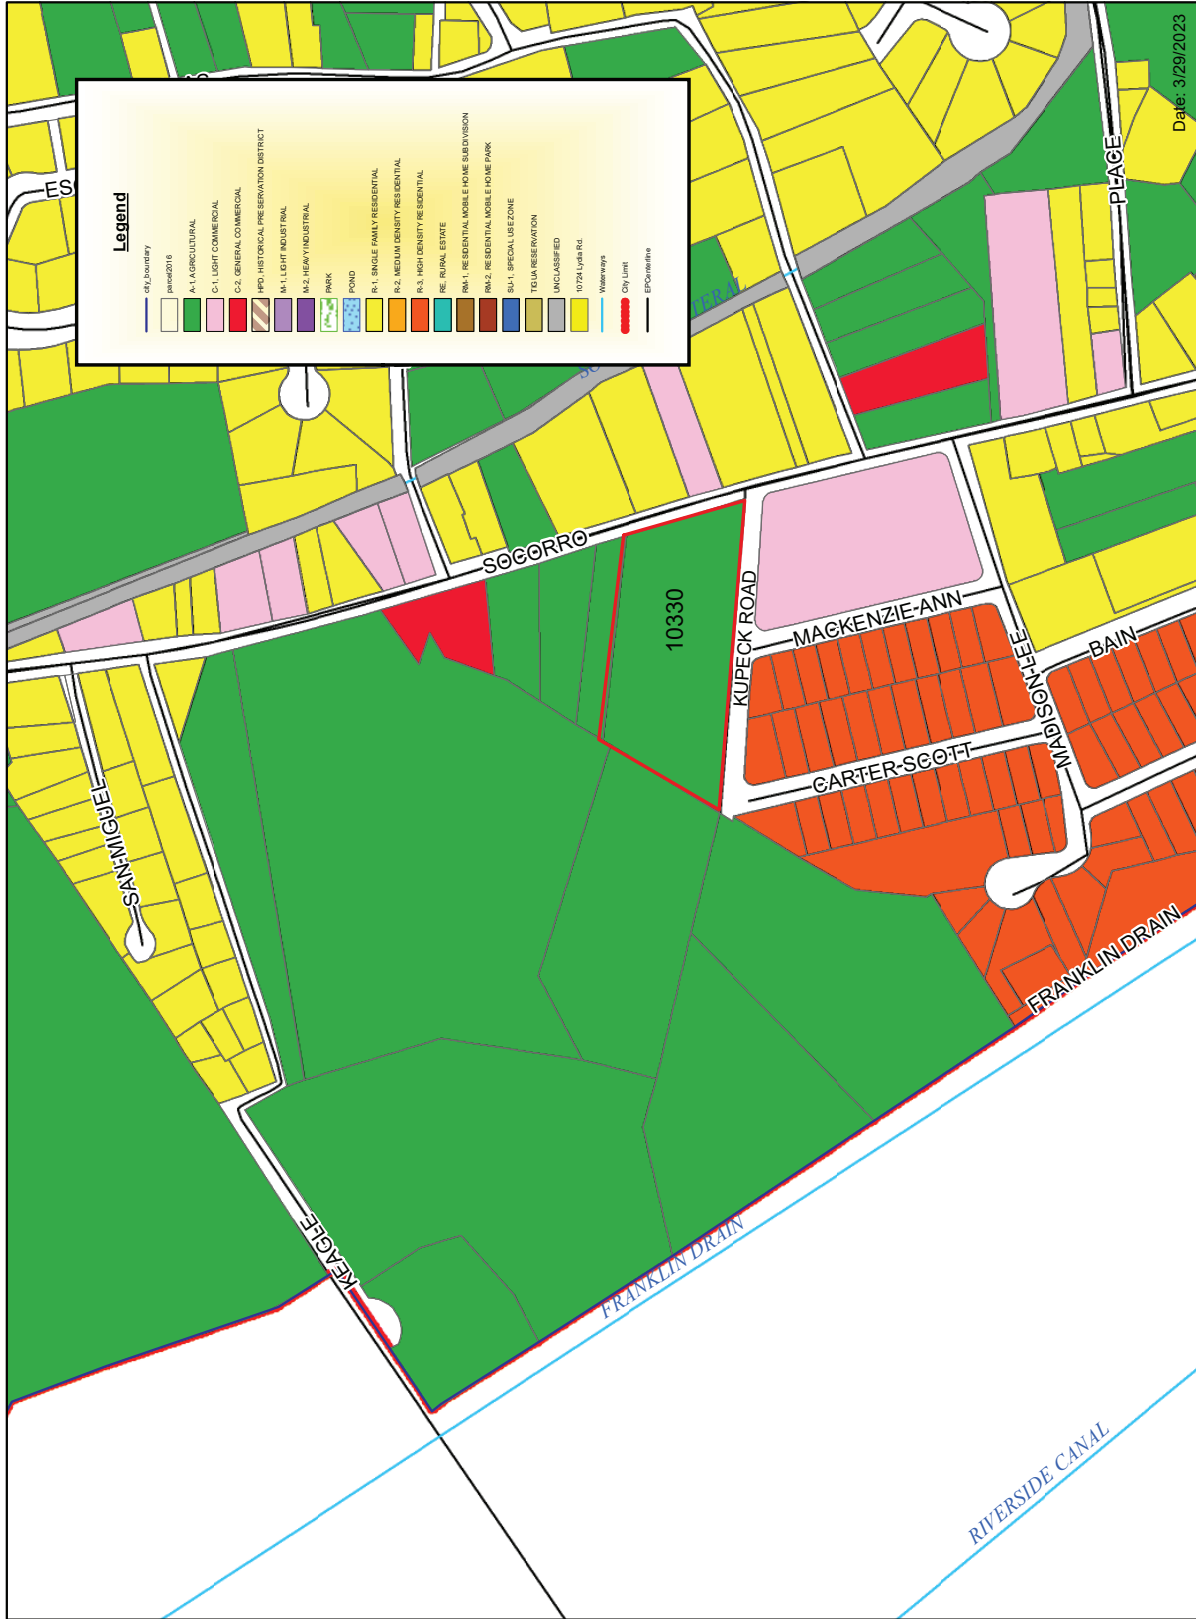 Legend
city_boundary
parcel2016
A-1, AGRICULTURAL
C-1, LIGHT COMMERCIAL
C-2, GENERAL COMMERCIAL
HPD, HISTORICAL PRESERVATION DISTRICT
M-1, LIGHT INDUSTRIAL
M-2, HEAVY INDUSTRIAL
PARK
POND
R-1, SINGLE FAMILY RESIDENTIAL
R-2, MEDIUM DENSITY RESIDENTIAL
R-3, HIGH DENSITY RESIDENTIAL
RE, RURAL ESTATE
RM-1, RESIDENTIAL MOBILE HOME SUBDIVISION
RM-2, RESIDENTIAL MOBILE HOME PARK
SU-1, SPECIAL USE ZONE
TIGUA RESERVATION
UNCLASSIFIED
10724 Lydia Rd.
Waterways
City Limit
EPCenterline
SOCORRO
10330
KUPECK ROAD
MACKENZIE-ANN
CARTER-SCOTT
MADISON-LEE
BAIN
PLACE
SAN-MIGUEL
KEAGLE
FRANKLIN DRAIN
FRANKLIN DRAIN
RIVERSIDE CANAL
Date: 3/29/2023